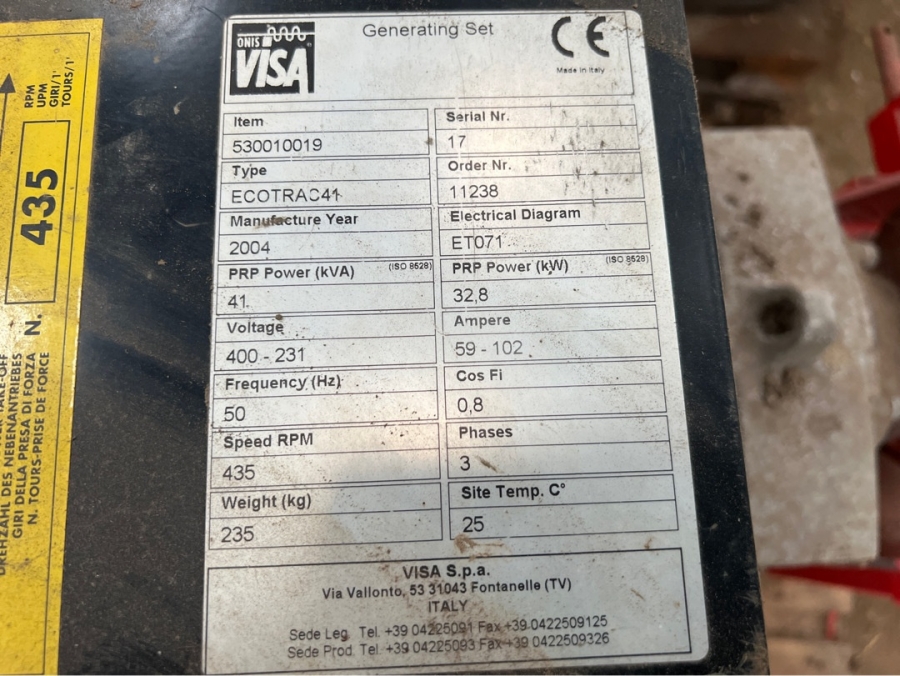 RPM
UPM
GIRI/1'
TOURS/1'
435
N.
DREHZAHL DES NEBENANTRIEBES
GIRI DELLA PRESA DI FORZA
N. TOURS-PRISE DE FORCE
ONIS
VISA
Generating Set
CE
Made in Italy
Item
530010019
Serial Nr.
17
Type
ECOTRAC41
Order Nr.
11238
Manufacture Year
2004
Electrical Diagram
ET071
PRP Power (kVA) (ISO 8528)
41
PRP Power (kW) (ISO 8528)
32,8
Voltage
400 - 231
Ampere
59 - 102
Frequency (Hz)
50
Cos Fi
0,8
Speed RPM
435
Phases
3
Weight (kg)
235
Site Temp. C°
25
VISA S.p.a.
Via Vallonto, 53 31043 Fontanelle (TV)
ITALY
Sede Leg. Tel. +39 04225091 Fax +39 0422509125
Sede Prod. Tel. +39 04225093 Fax +39 0422509326